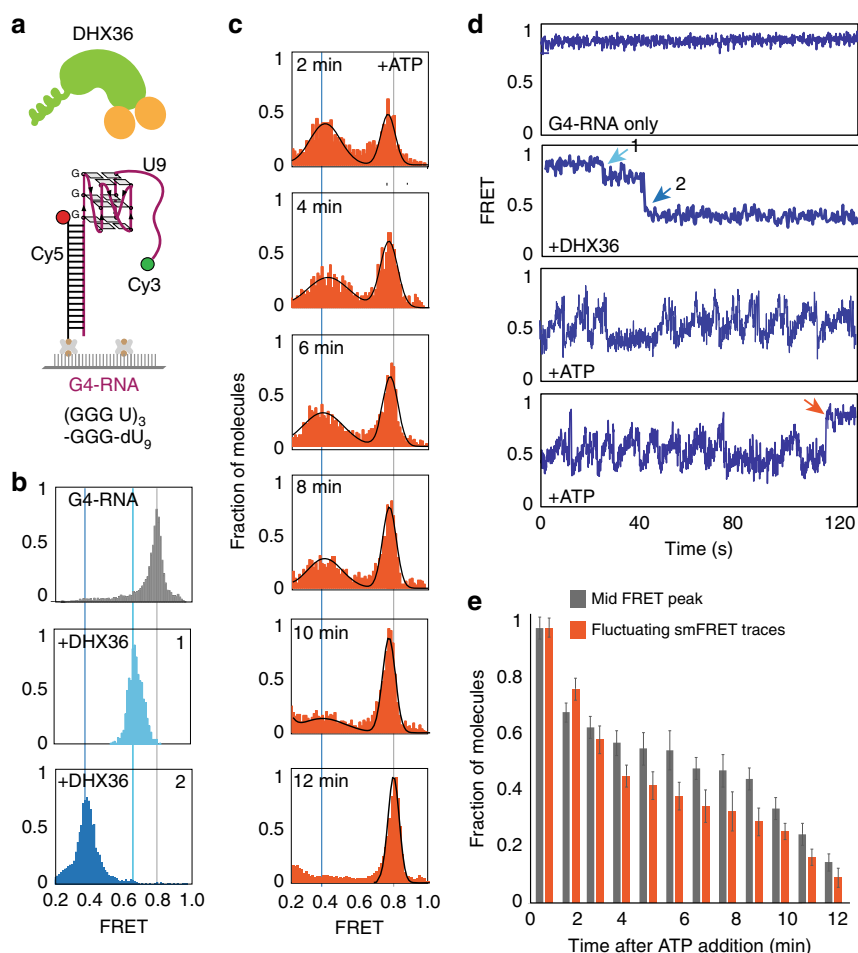 a
DHX36
U9
G
G
G
Cy5
Cy3
G4-RNA
(GGG U)3
-GGG-dU9
b
1
G4-RNA
0.5
0
1
+DHX36
1
0.5
0
1
+DHX36
2
0.5
0
0.2 0.4 0.6 0.8 1.0
FRET
c
1
2 min
+ATP
0.5
0
1
4 min
0.5
0
1
6 min
0.5
0
1
8 min
0.5
0
1
10 min
0.5
0
1
12 min
0.5
0
0.2 0.4 0.6 0.8 1.0
FRET
Fraction of molecules
d
1
0.5
0
G4-RNA only
1
1
2
0.5
0
+DHX36
1
0.5
0
+ATP
1
0.5
0
+ATP
0 40 80 120
Time (s)
FRET
e
Mid FRET peak
Fluctuating smFRET traces
1
0.8
0.6
0.4
0.2
0
0 2 4 6 8 10 12
Time after ATP addition (min)
Fraction of molecules